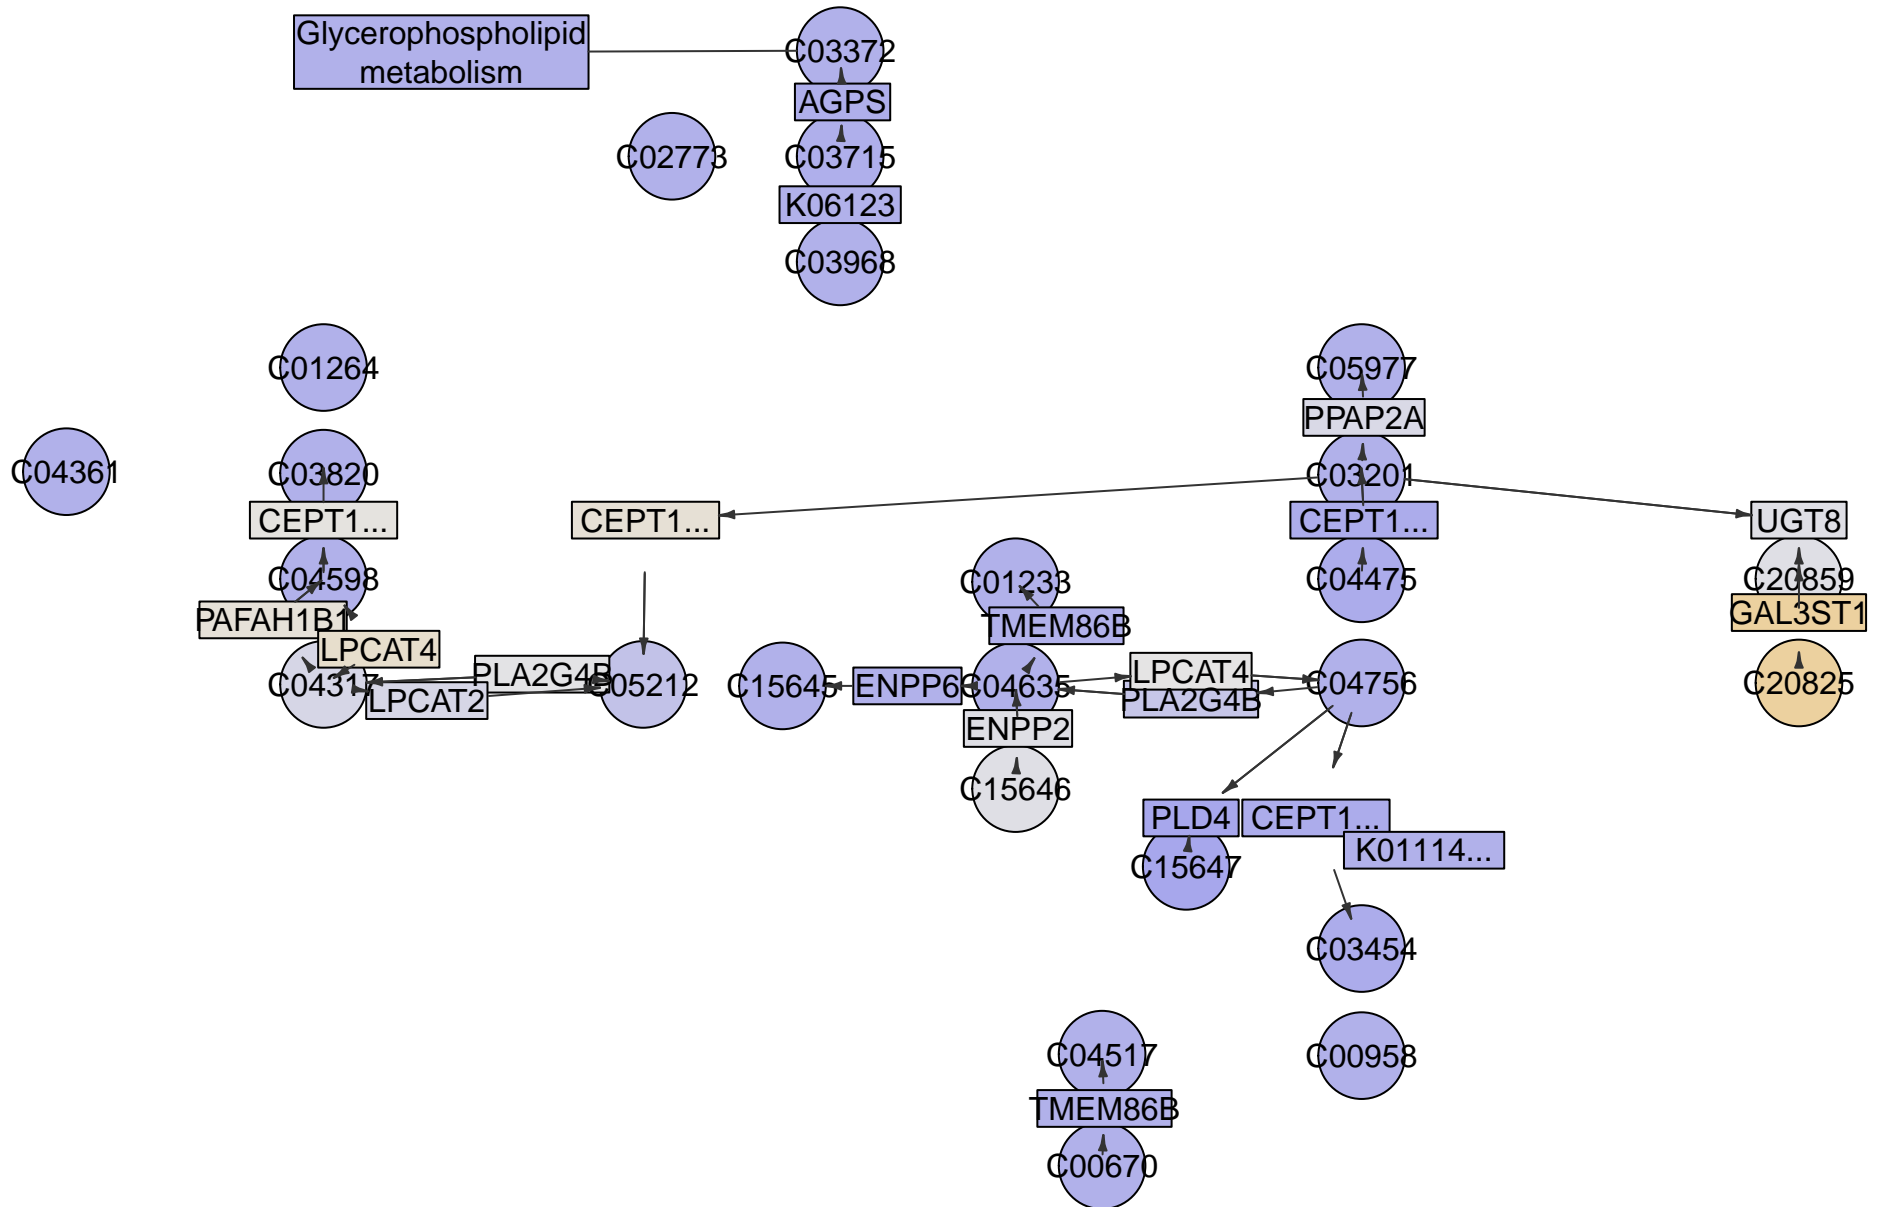 Glycerophospholipid
metabolism
C03372
AGPS
C02773
C03715
K06123
C03968
C01264
C05977
PPAP2A
C04361
C03820
C03201
CEPT1...
CEPT1...
CEPT1...
UGT8
C04598
C01233
C04475
C20859
PAFAH1B1
TMEM86B
GAL3ST1
LPCAT4
C04317
PLA2G4B
LPCAT2
C05212
C15645
ENPP6
C04635
LPCAT4
PLA2G4B
C04756
C20825
ENPP2
C15646
PLD4
CEPT1...
K01114...
C15647
C03454
C04517
C00958
TMEM86B
C00670